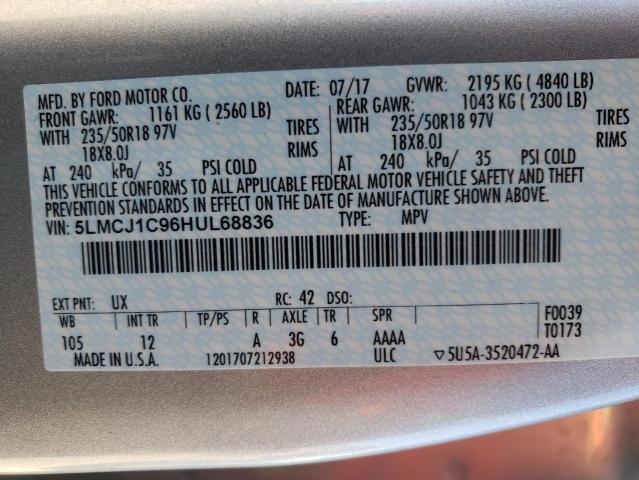 MFD. BY FORD MOTOR CO. DATE: 07/17 GVWR: 2195 KG ( 4840 LB)
FRONT GAWR: 1161 KG ( 2560 LB) REAR GAWR: 1043 KG ( 2300 LB)
WITH 235/50R18 97V TIRES WITH 235/50R18 97V TIRES
18X8.0J RIMS 18X8.0J RIMS
AT 240 kPa/ 35 PSI COLD AT 240 kPa/ 35 PSI COLD
THIS VEHICLE CONFORMS TO ALL APPLICABLE FEDERAL MOTOR VEHICLE SAFETY AND THEFT
PREVENTION STANDARDS IN EFFECT ON THE DATE OF MANUFACTURE SHOWN ABOVE.
VIN: 5LMCJ1C96HUL68836 TYPE: MPV
EXT PNT: UX RC: 42 DSO:
WB INT TR TP/PS R AXLE TR SPR F0039
105 12 A 3G 6 AAAA T0173
MADE IN U.S.A. 1201707212938 ULC ▽5U5A-3520472-AA